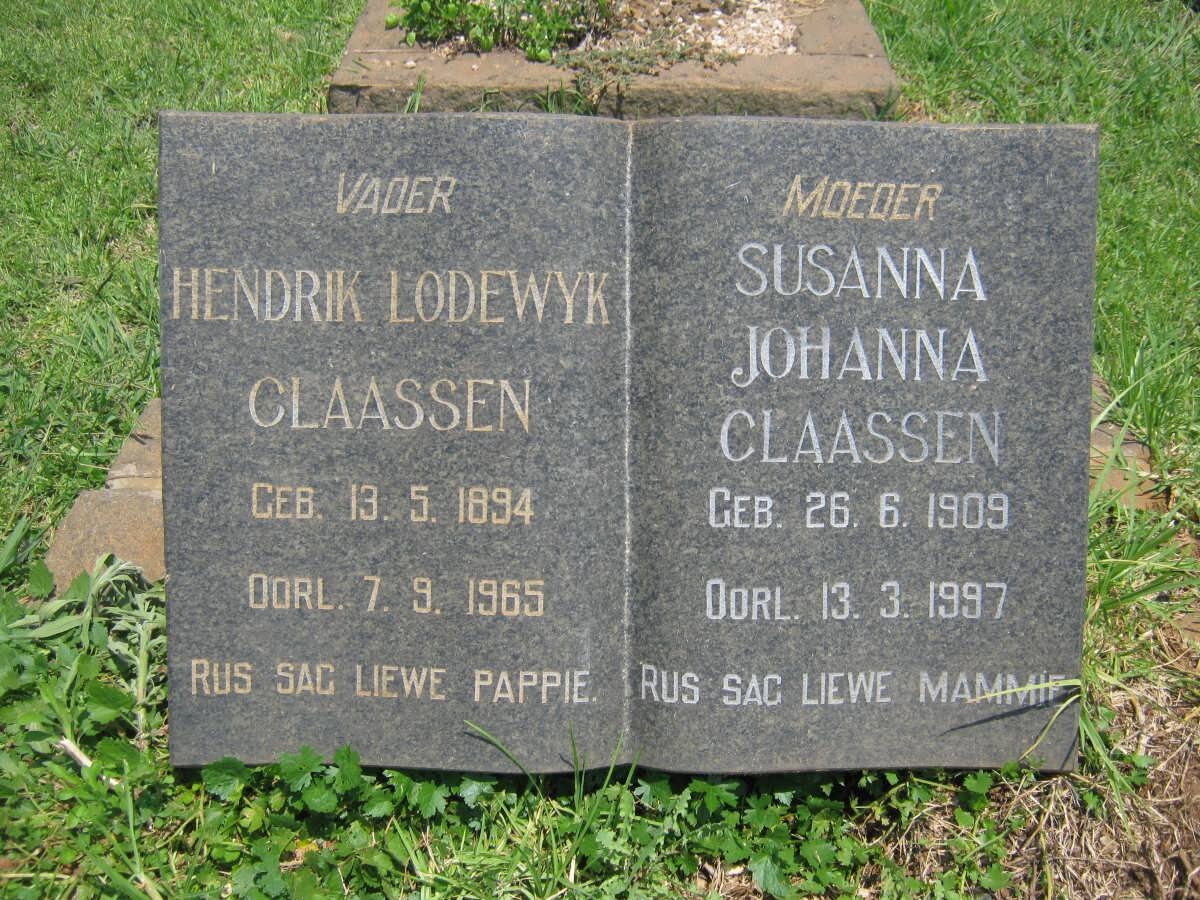 VADER
HENDRIK LODEWYK
CLAASSEN
GEB. 13. 5. 1894
OORL. 7. 9. 1965
RUS SAG LIEWE PAPPIE.
MOEDER
SUSANNA
JOHANNA
CLAASSEN
GEB. 26. 6. 1909
OORL. 13. 3. 1997
RUS SAG LIEWE MAMMIE